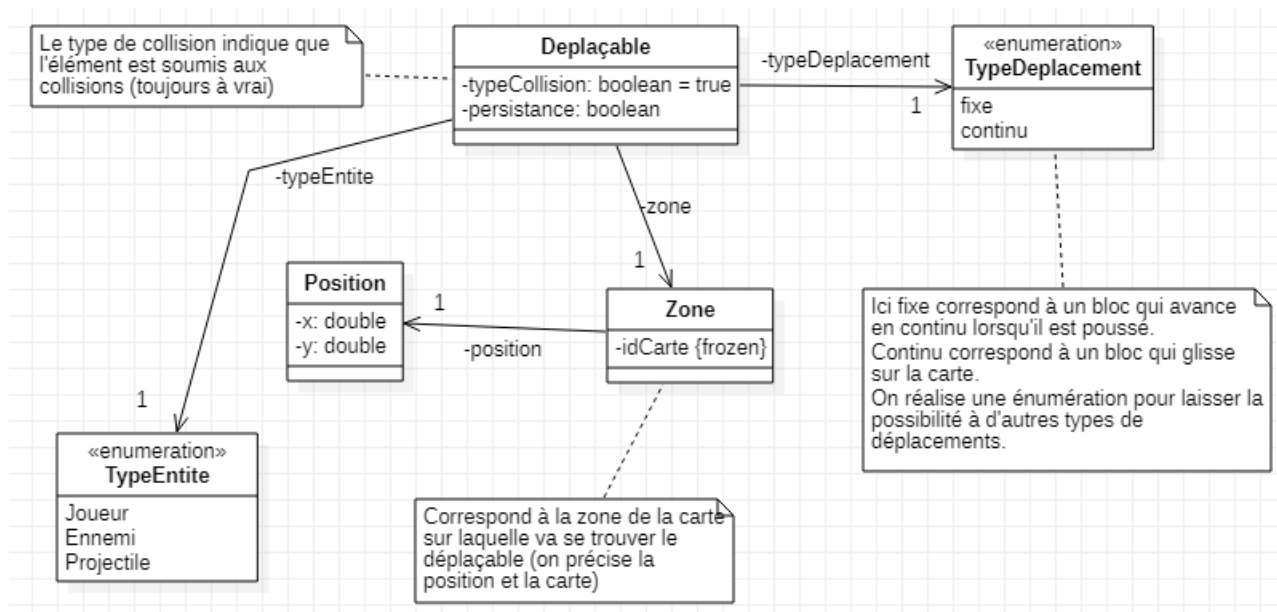 Le type de collision indique que
l'élément est soumis aux
collisions (toujours à vrai)
Deplaçable
-typeCollision: boolean = true
-persistance: boolean
-typeDeplacement
1
«enumeration»
TypeDeplacement
fixe
continu
-typeEntite
1
-zone
1
Position
-x: double
-y: double
1
-position
Zone
-idCarte {frozen}
Ici fixe correspond à un bloc qui avance
en continu lorsqu'il est poussé.
Continu correspond à un bloc qui glisse
sur la carte.
On réalise une énumération pour laisser la
possibilité à d'autres types de
déplacements.
«enumeration»
TypeEntite
Joueur
Ennemi
Projectile
Correspond à la zone de la carte
sur laquelle va se trouver le
déplaçable (on précise la
position et la carte)